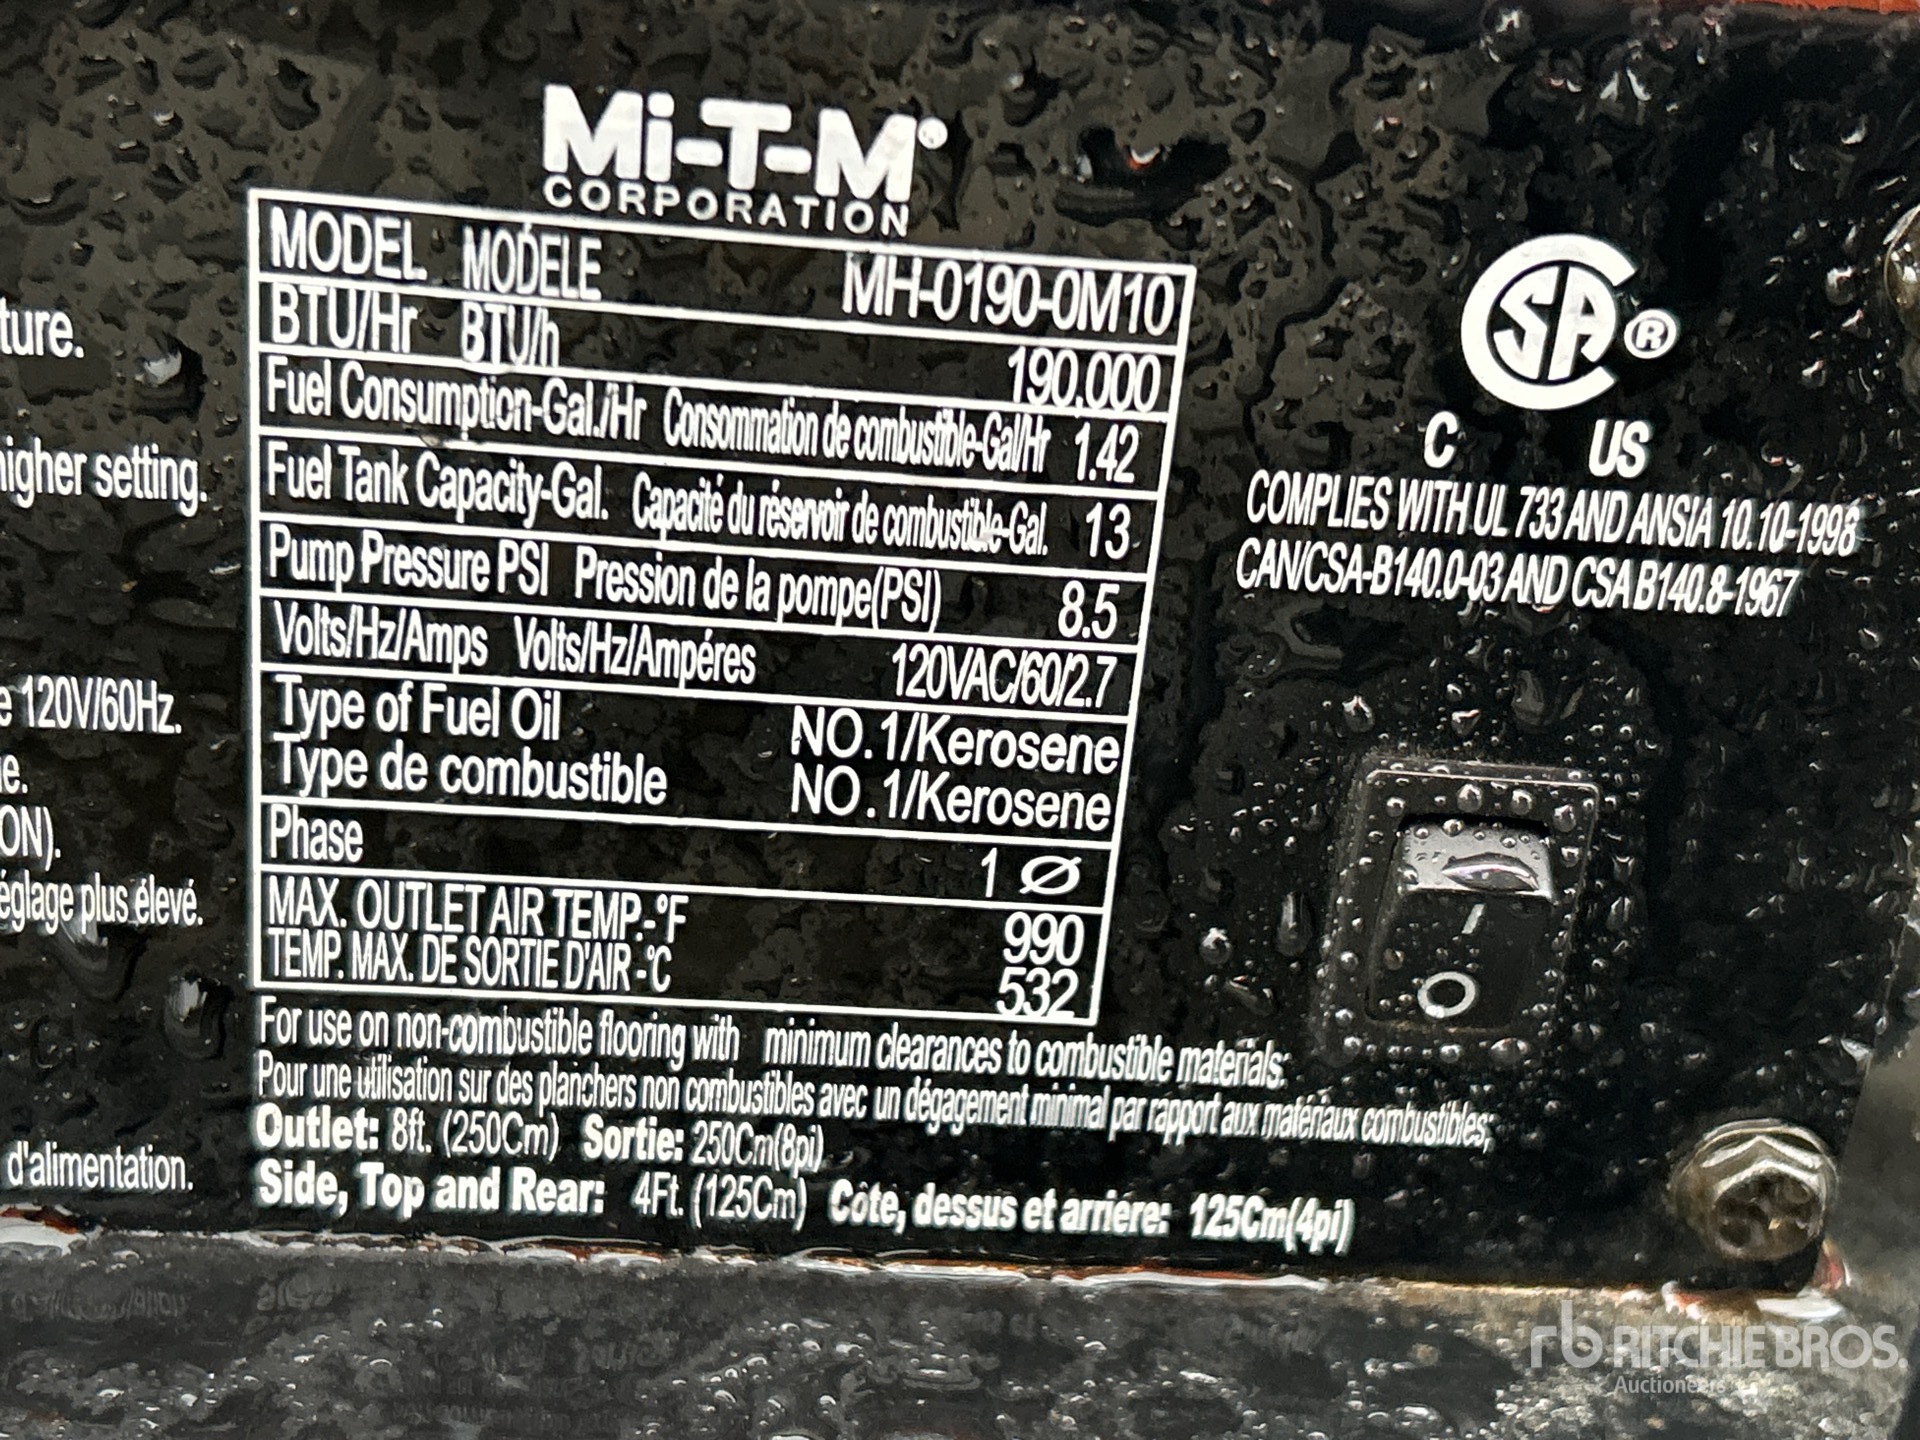 Mi-T-M®
CORPORATION
MODEL MODÈLE MH-0190-0M10
BTU/Hr BTU/h 190,000
Fuel Consumption-Gal./Hr Consommation de combustible-Gal/Hr 1.42
Fuel Tank Capacity-Gal. Capacité du réservoir de combustible-Gal. 13
Pump Pressure PSI Pression de la pompe(PSI) 8.5
Volts/Hz/Amps Volts/Hz/Ampéres 120VAC/60/2.7
Type of Fuel Oil NO.1/Kerosene
Type de combustible NO.1/Kerosene
Phase 1 Ø
MAX. OUTLET AIR TEMP.-°F 990
TEMP. MAX. DE SORTIE D'AIR-°C 532
For use on non-combustible flooring with minimum clearances to combustible materials:
Pour une utilisation sur des planchers non combustibles avec un dégagement minimal par rapport aux matériaux combustibles;
Outlet: 8ft. (250Cm) Sortie: 250Cm(8pi)
Side, Top and Rear: 4Ft. (125Cm) Côte, dessus et arriere: 125Cm(4pi)
ture.
higher setting.
e 120V/60Hz.
e.
ON).
églage plus élevé.
d'alimentation.
CSA®
C US
COMPLIES WITH UL 733 AND ANSIA 10.10-1998
CAN/CSA-B140.0-03 AND CSA B140.8-1967
I
O
rb RITCHIE BROS.
Auctioneers